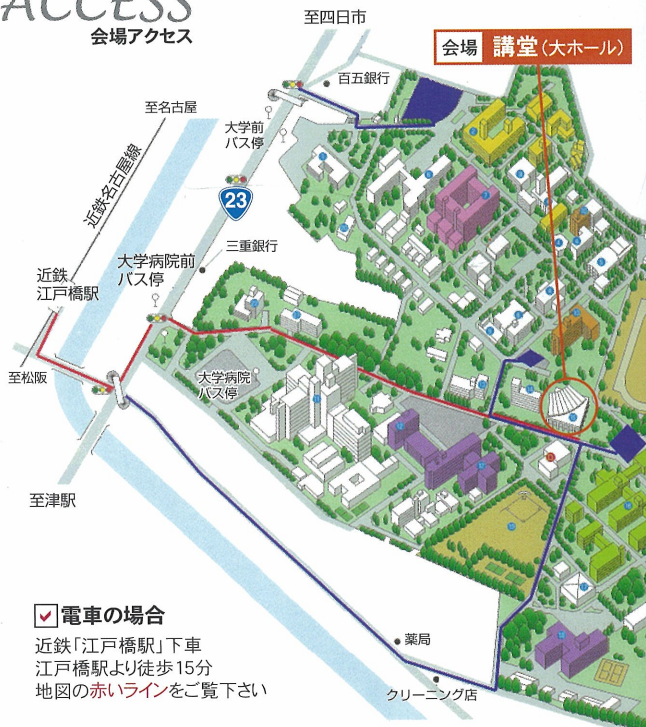 ACCESS
会場アクセス
至四日市
会場 講堂(大ホール)
百五銀行
至名古屋
大学前
バス停
近鉄名古屋線
23
三重銀行
大学病院前
バス停
近鉄
江戸橋駅
至松阪
大学病院
バス停
至津駅
電車の場合
近鉄「江戸橋駅」下車
江戸橋駅より徒歩15分
地図の赤いラインをご覧下さい
薬局
クリーニング店